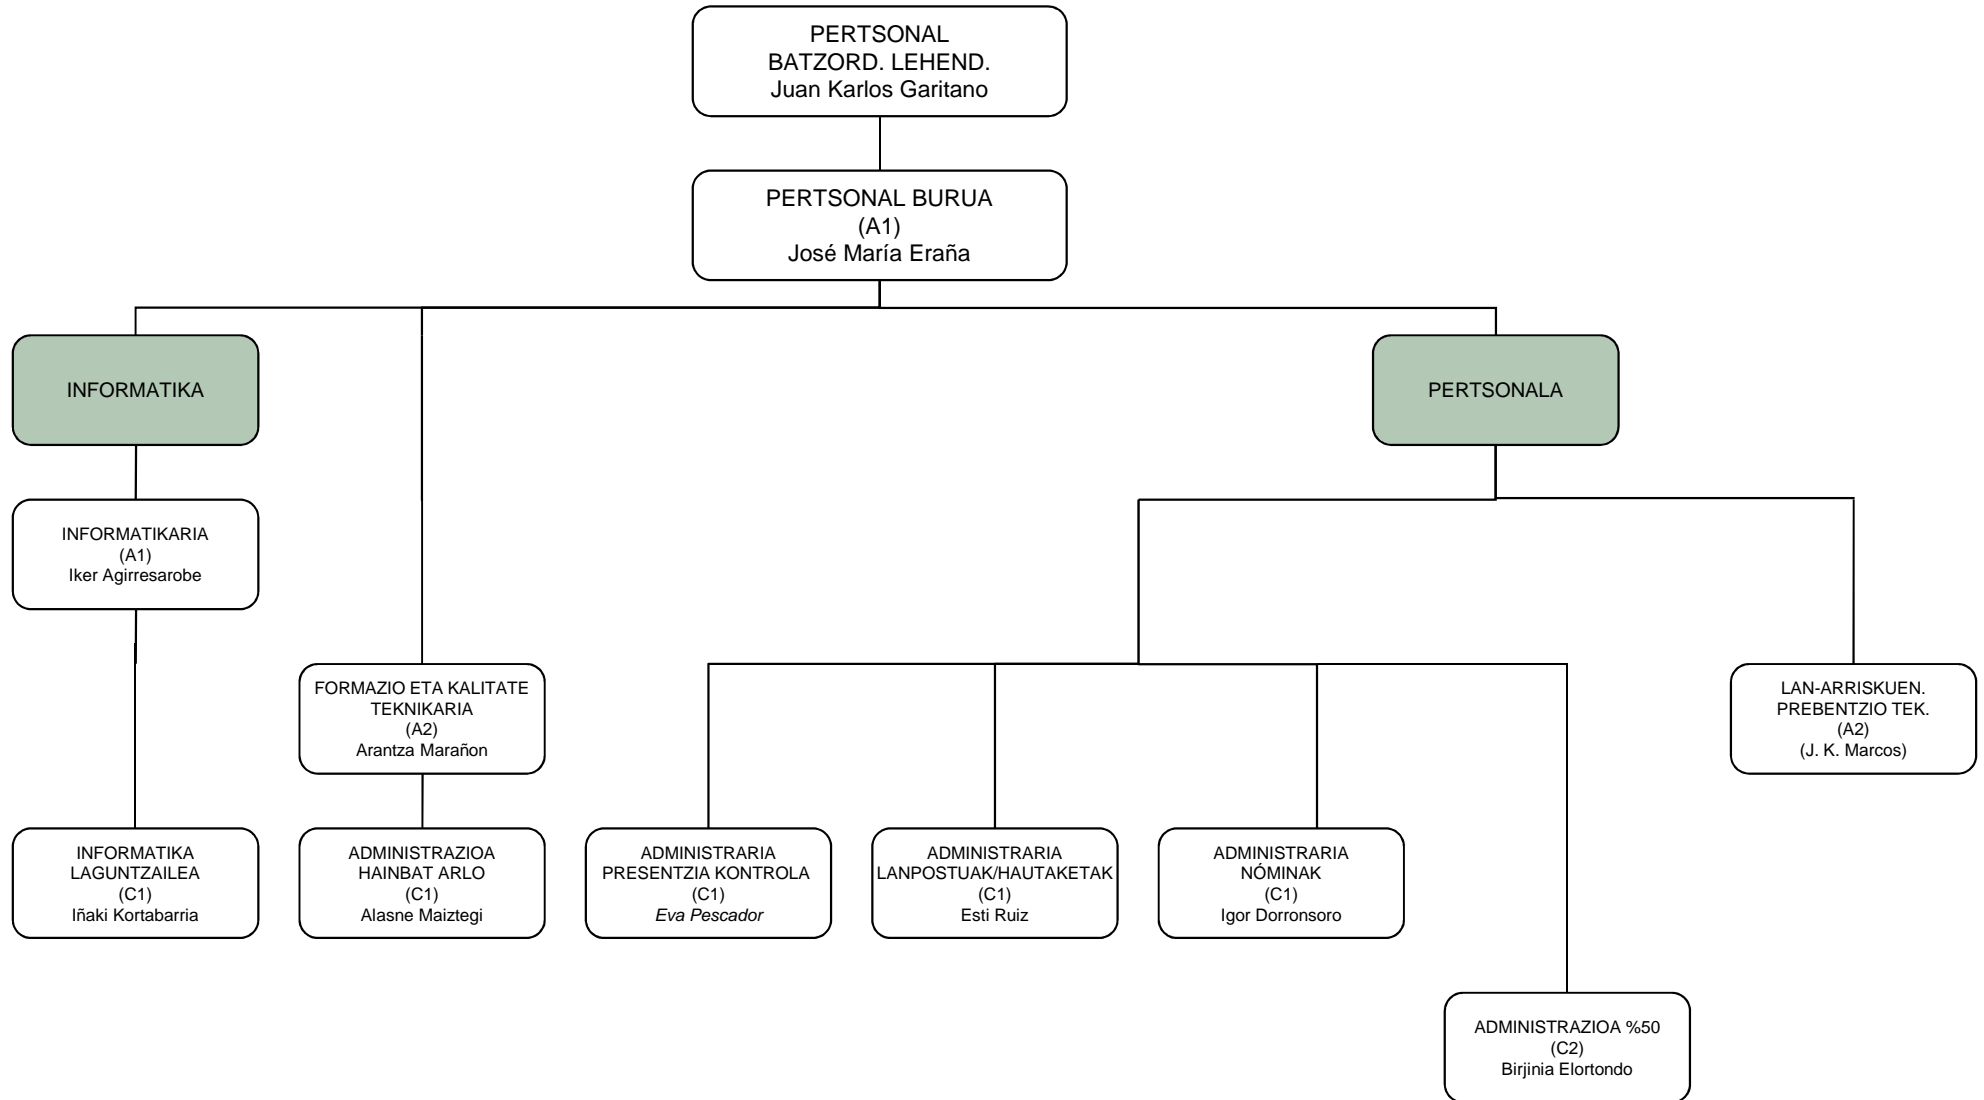 PERTSONAL
BATZORD. LEHEND.
Juan Karlos Garitano
PERTSONAL BURUA
(A1)
José María Eraña
INFORMATIKA
PERTSONALA
INFORMATIKARIA
(A1)
Iker Agirresarobe
FORMAZIO ETA KALITATE
TEKNIKARIA
(A2)
Arantza Marañon
LAN-ARRISKUEN.
PREBENTZIO TEK.
(A2)
(J. K. Marcos)
INFORMATIKA
LAGUNTZAILEA
(C1)
Iñaki Kortabarria
ADMINISTRAZIOA
HAINBAT ARLO
(C1)
Alasne Maiztegi
ADMINISTRARIA
PRESENTZIA KONTROLA
(C1)
Eva Pescador
ADMINISTRARIA
LANPOSTUAK/HAUTAKETAK
(C1)
Esti Ruiz
ADMINISTRARIA
NÓMINAK
(C1)
Igor Dorronsoro
ADMINISTRAZIOA %50
(C2)
Birjinia Elortondo